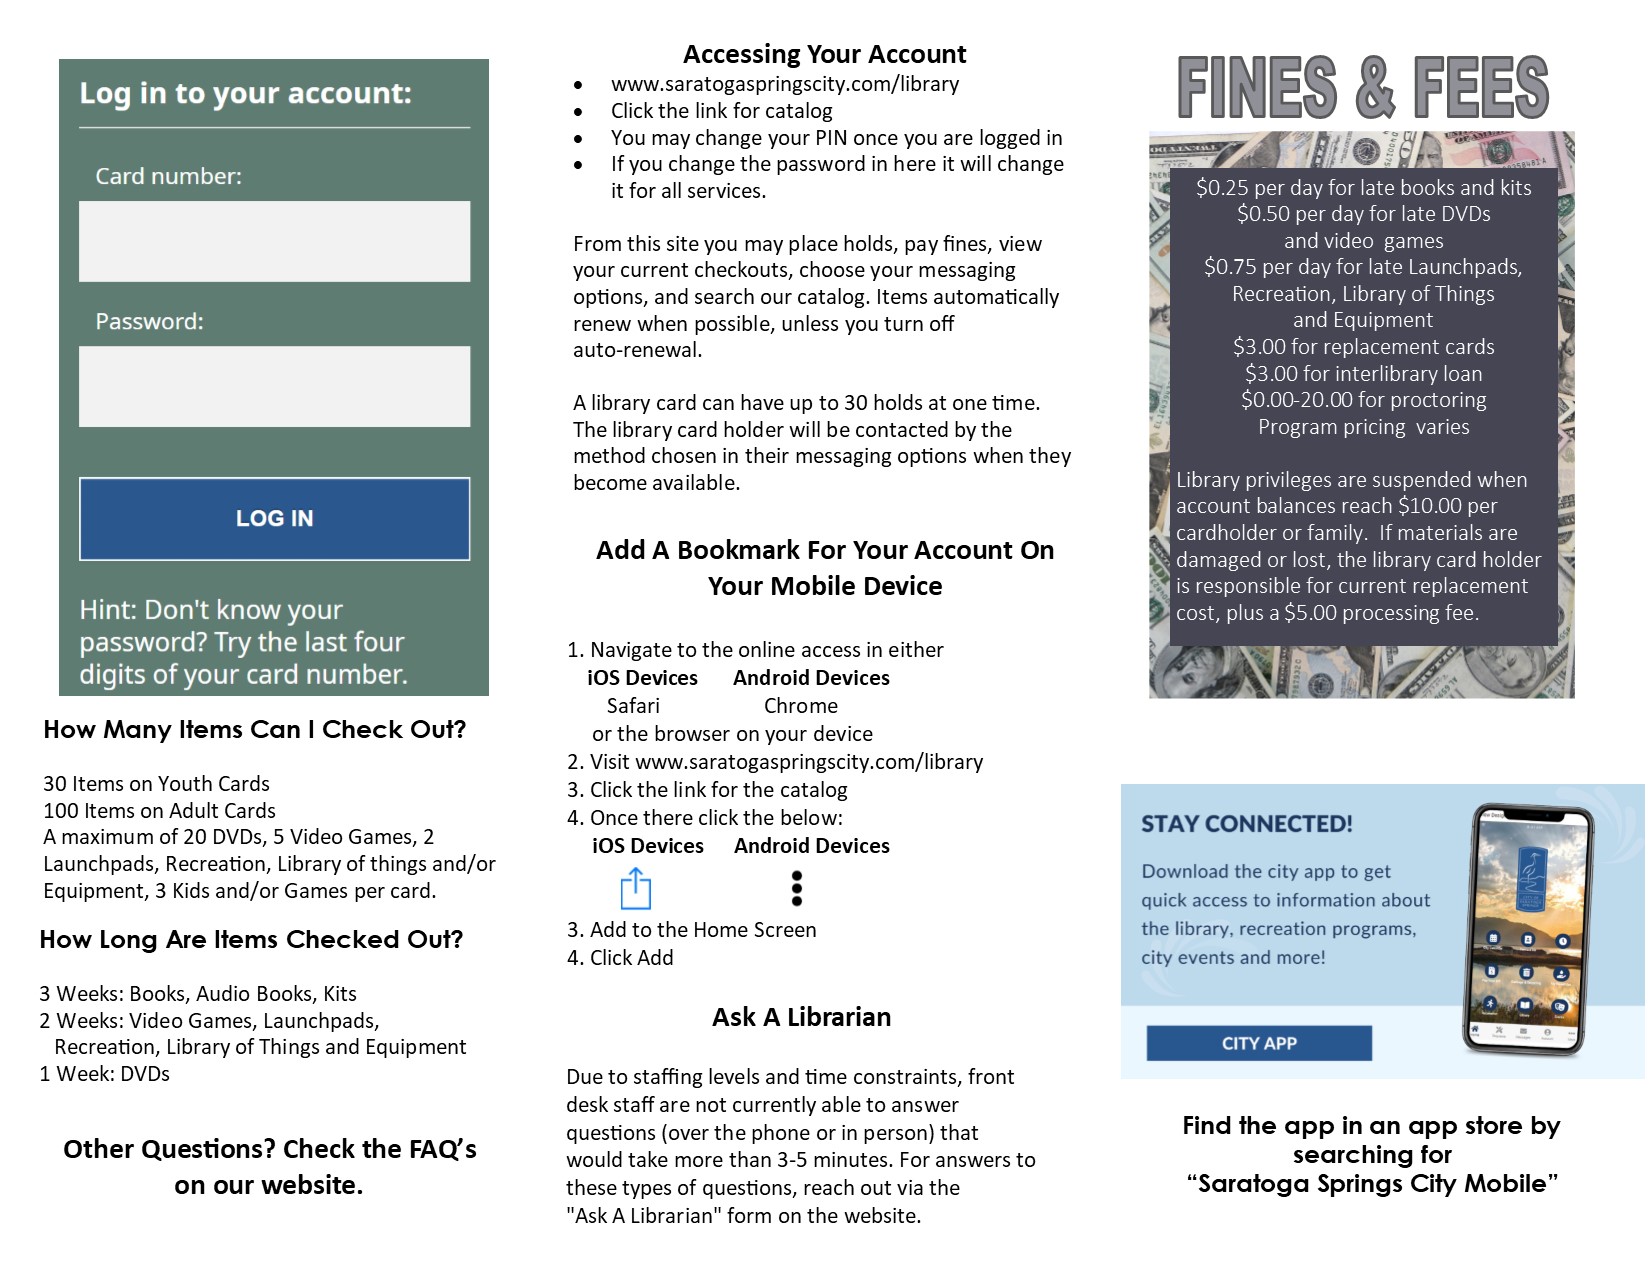 Log in to your account:
Card number:
Password:
LOG IN
Hint: Don't know your
password? Try the last four
digits of your card number.
How Many Items Can I Check Out?
30 Items on Youth Cards
100 Items on Adult Cards
A maximum of 20 DVDs, 5 Video Games, 2
Launchpads, Recreation, Library of things and/or
Equipment, 3 Kids and/or Games per card.
How Long Are Items Checked Out?
3 Weeks: Books, Audio Books, Kits
2 Weeks: Video Games, Launchpads,
Recreation, Library of Things and Equipment
1 Week: DVDs
Other Questions? Check the FAQ’s
on our website.
Accessing Your Account
• www.saratogaspringscity.com/library
• Click the link for catalog
• You may change your PIN once you are logged in
• If you change the password in here it will change
it for all services.
From this site you may place holds, pay fines, view
your current checkouts, choose your messaging
options, and search our catalog. Items automatically
renew when possible, unless you turn off
auto-renewal.
A library card can have up to 30 holds at one time.
The library card holder will be contacted by the
method chosen in their messaging options when they
become available.
Add A Bookmark For Your Account On
Your Mobile Device
1. Navigate to the online access in either
iOS Devices Android Devices
Safari Chrome
or the browser on your device
2. Visit www.saratogaspringscity.com/library
3. Click the link for the catalog
4. Once there click the below:
iOS Devices Android Devices
3. Add to the Home Screen
4. Click Add
Ask A Librarian
Due to staffing levels and time constraints, front
desk staff are not currently able to answer
questions (over the phone or in person) that
would take more than 3-5 minutes. For answers to
these types of questions, reach out via the
"Ask A Librarian" form on the website.
FINES & FEES
$0.25 per day for late books and kits
$0.50 per day for late DVDs
and video games
$0.75 per day for late Launchpads,
Recreation, Library of Things
and Equipment
$3.00 for replacement cards
$3.00 for interlibrary loan
$0.00-20.00 for proctoring
Program pricing varies
Library privileges are suspended when
account balances reach $10.00 per
cardholder or family. If materials are
damaged or lost, the library card holder
is responsible for current replacement
cost, plus a $5.00 processing fee.
STAY CONNECTED!
Download the city app to get
quick access to information about
the library, recreation programs,
city events and more!
CITY APP
Find the app in an app store by
searching for
“Saratoga Springs City Mobile”